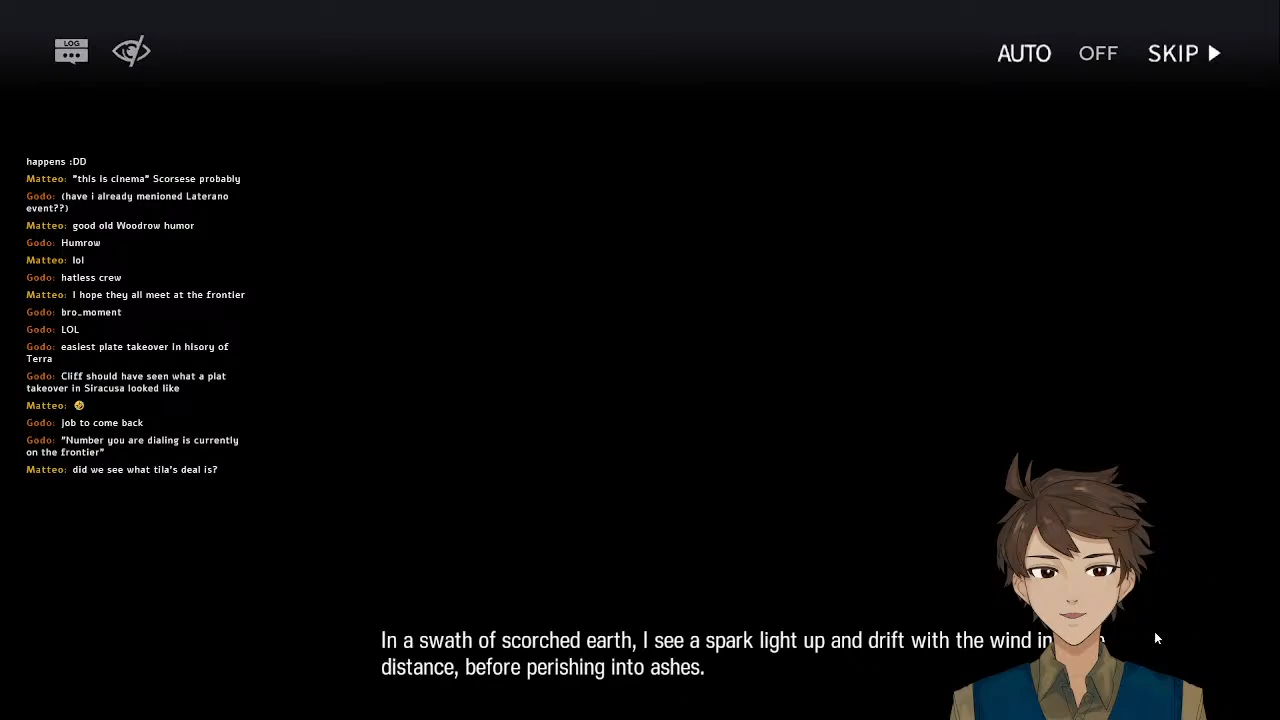 LOG
AUTO OFF SKIP
happens :DD
Matteo: "this is cinema" Scorsese probably
Godo: (have i already menioned Laterano
event??)
Matteo: good old Woodrow humor
Godo: Humrow
Matteo: lol
Godo: hatless crew
Matteo: I hope they all meet at the frontier
Godo: bro_moment
Godo: LOL
Godo: easiest plate takeover in hisory of
Terra
Godo: Cliff should have seen what a plat
takeover in Siracusa looked like
Matteo: 🤣
Godo: Job to come back
Godo: "Number you are dialing is currently
on the frontier"
Matteo: did we see what tila's deal is?
In a swath of scorched earth, I see a spark light up and drift with the wind in
distance, before perishing into ashes.